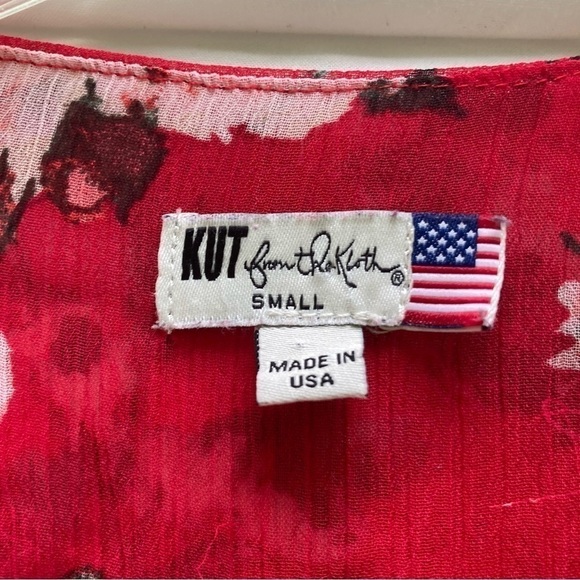 KUT from the Kloth®
SMALL
MADE IN
USA